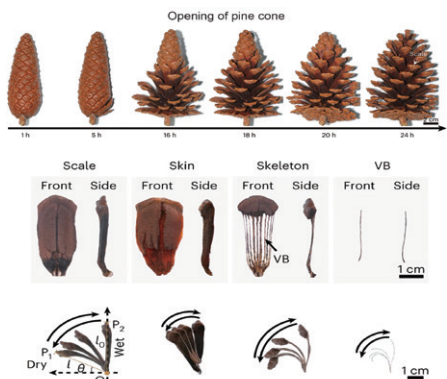 Opening of pine cone
Scale
2 cm
1 h 5 h 16 h 18 h 20 h 24 h
Scale Skin Skeleton VB
Front Side Front Side Front Side Front Side
VB
1 cm
P₂
P₁ l₀ Wet
Dry l θ
1 cm